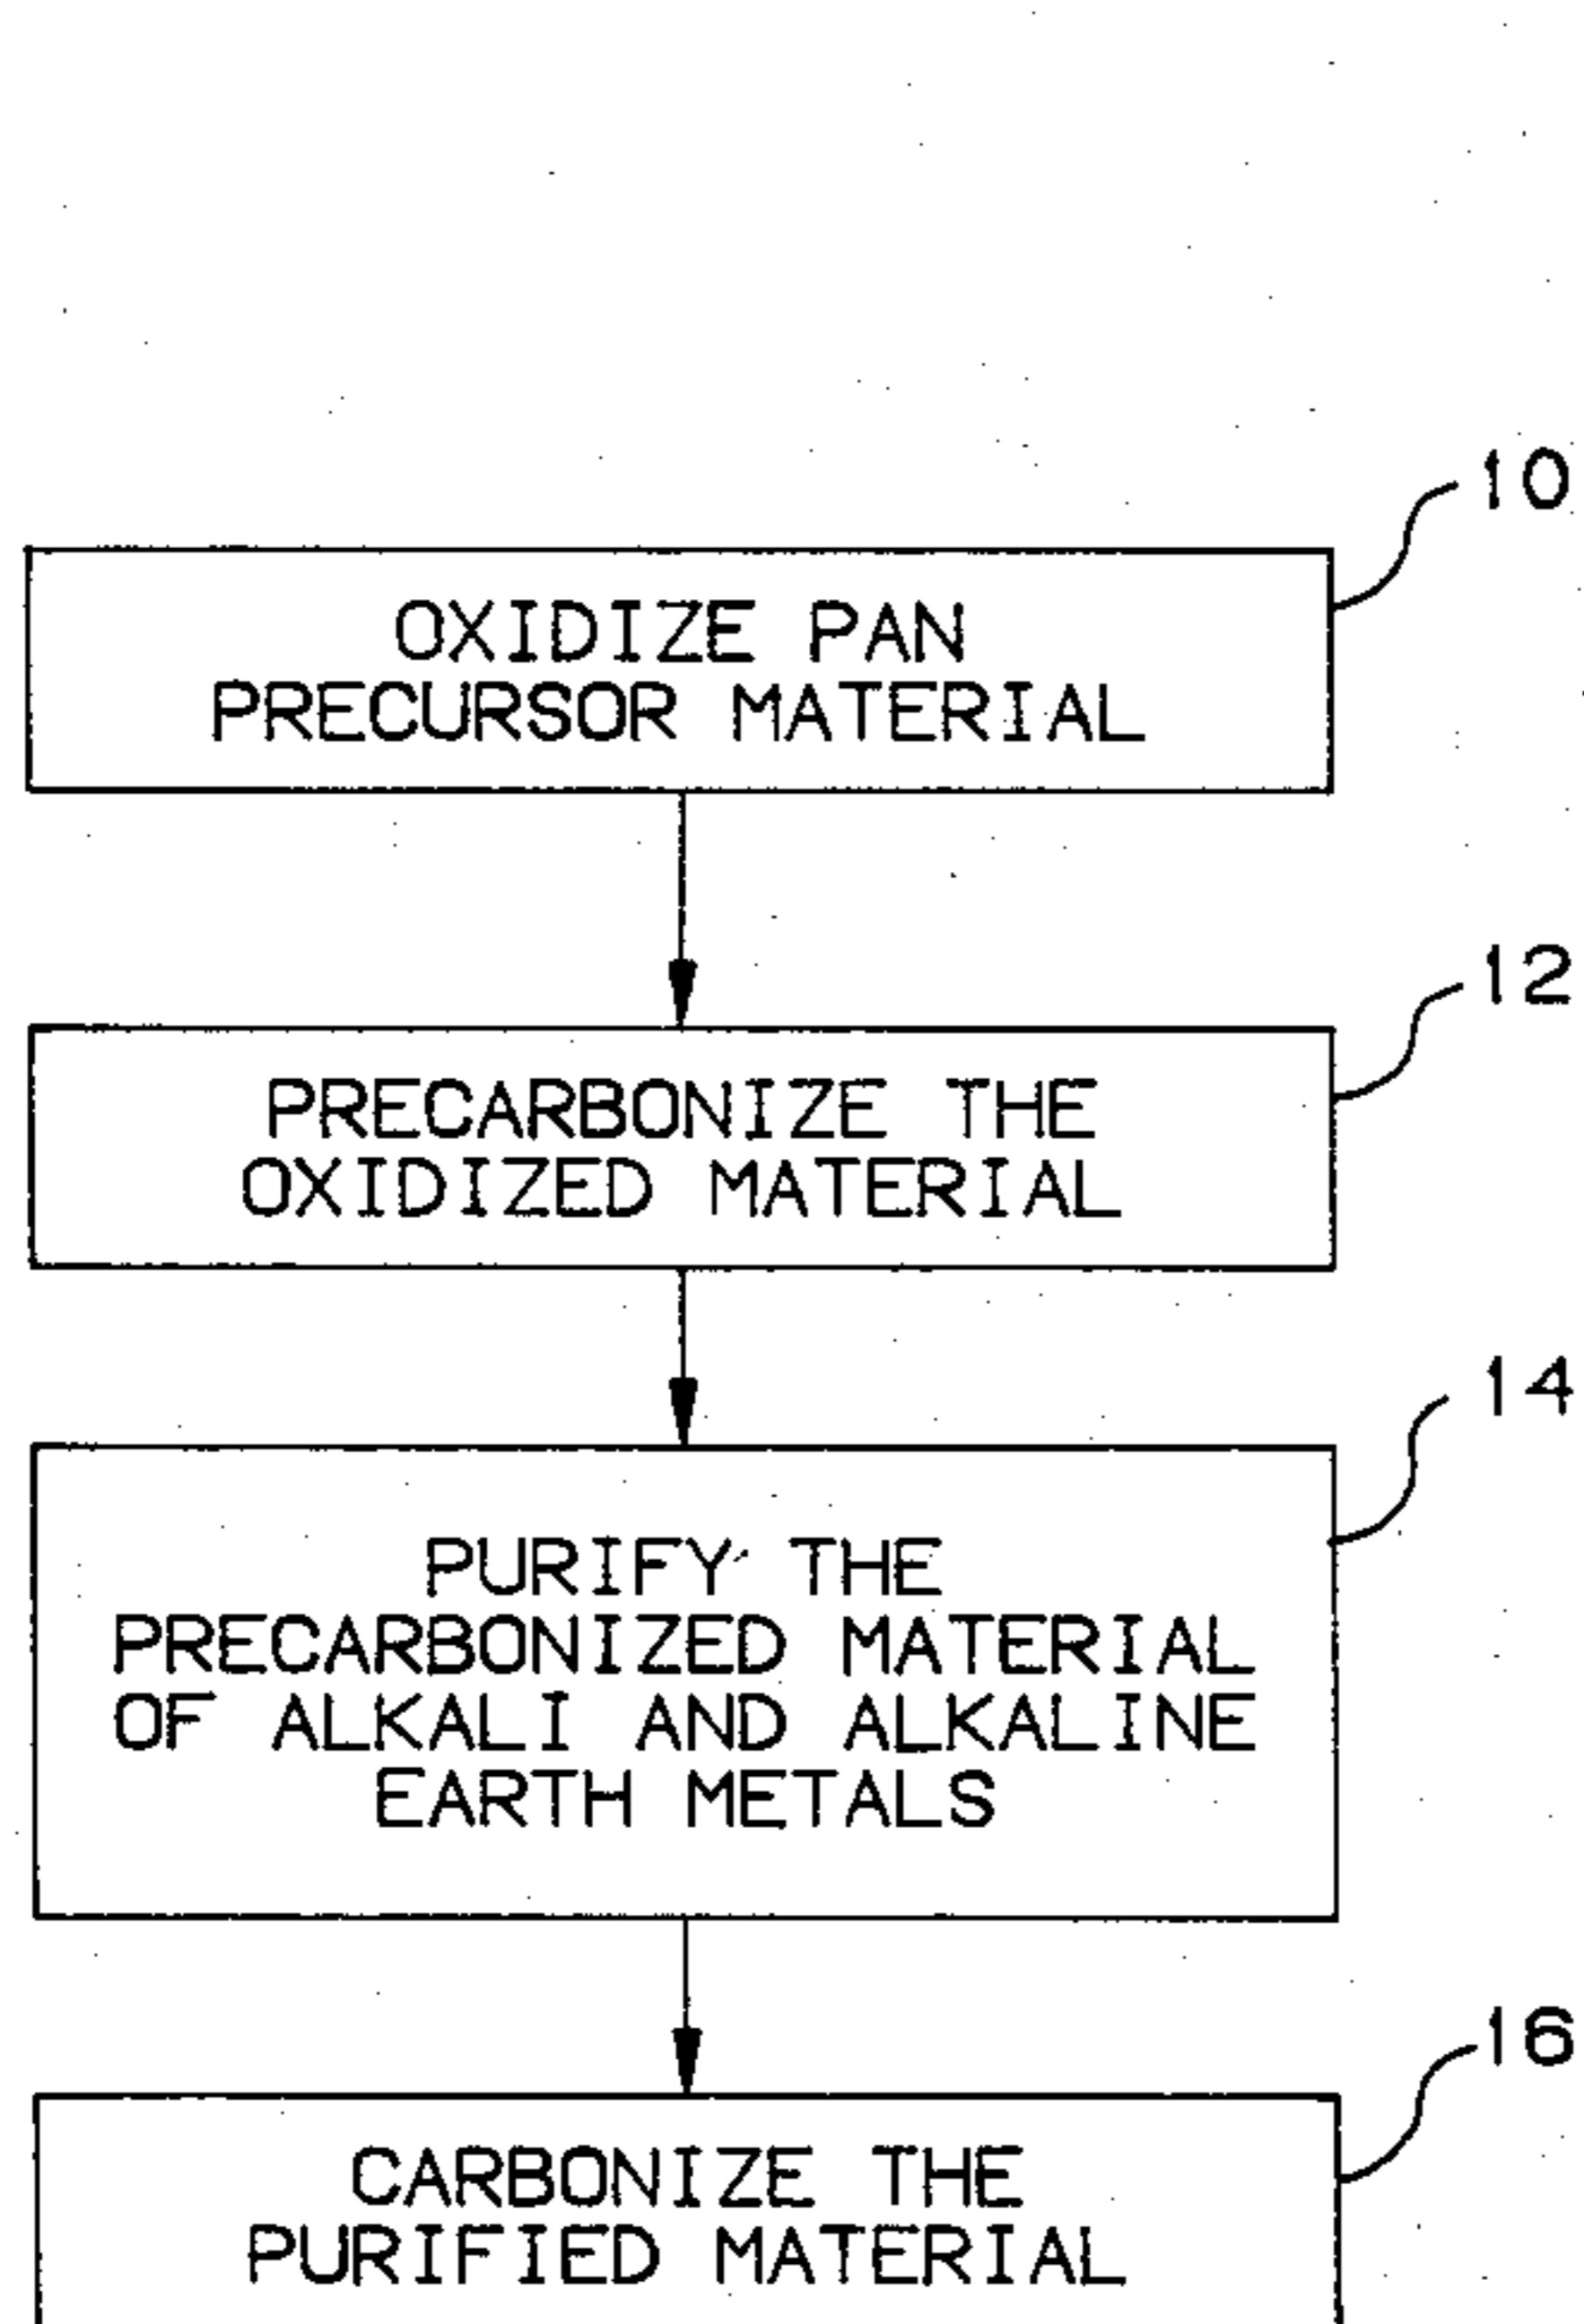 10
OXIDIZE PAN
PRECURSOR MATERIAL
12
PRECARBONIZE THE
OXIDIZED MATERIAL
14
PURIFY THE
PRECARBONIZED MATERIAL
OF ALKALI AND ALKALINE
EARTH METALS
16
CARBONIZE THE
PURIFIED MATERIAL